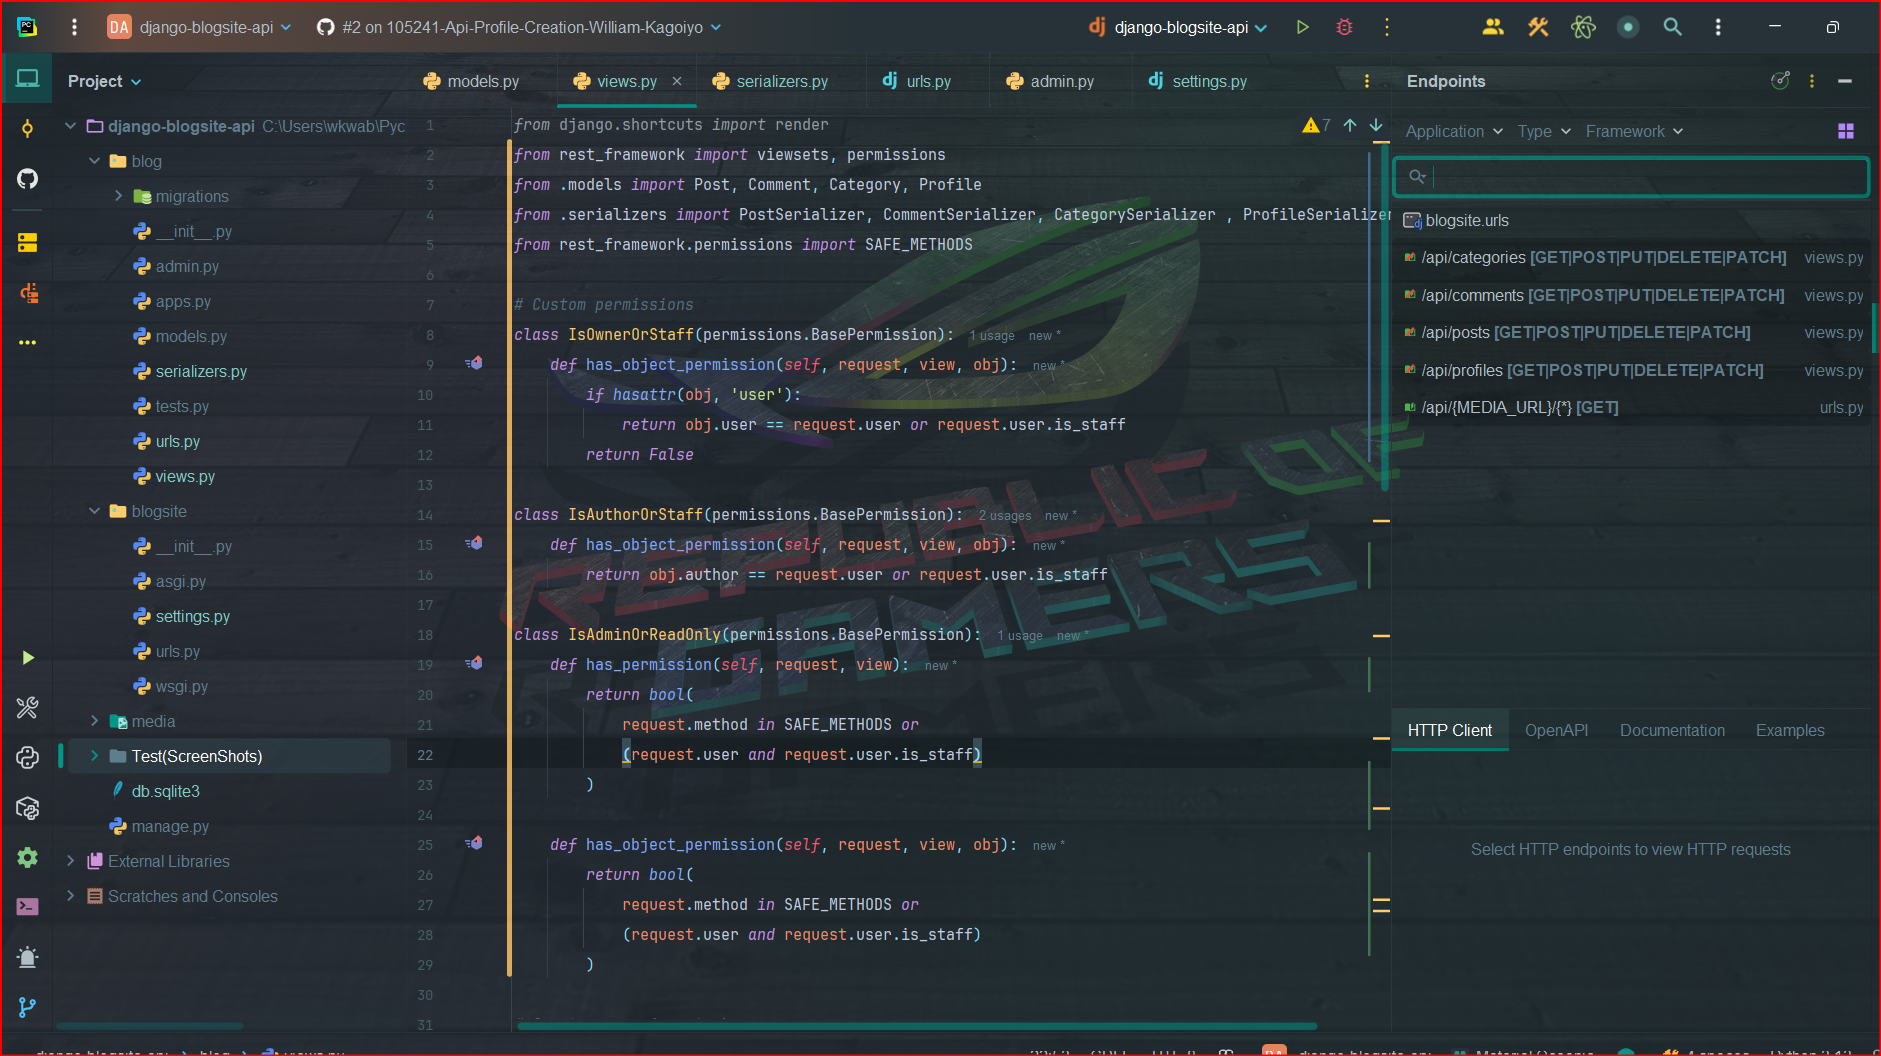 DA django-blogsite-api #2 on 105241-Api-Profile-Creation-William-Kagoiyo dj django-blogsite-api
Project
models.py views.py serializers.py dj urls.py admin.py dj settings.py
Endpoints
django-blogsite-api C:\Users\wkwab\Pyc
blog
migrations
__init__.py
admin.py
apps.py
models.py
serializers.py
tests.py
urls.py
views.py
blogsite
__init__.py
asgi.py
settings.py
urls.py
wsgi.py
media
Test(ScreenShots)
db.sqlite3
manage.py
External Libraries
Scratches and Consoles
7
1 from django.shortcuts import render
2 from rest_framework import viewsets, permissions
3 from .models import Post, Comment, Category, Profile
4 from .serializers import PostSerializer, CommentSerializer, CategorySerializer , ProfileSerializer
5 from rest_framework.permissions import SAFE_METHODS
6
7 # Custom permissions
8 class IsOwnerOrStaff(permissions.BasePermission): 1 usage new *
9 def has_object_permission(self, request, view, obj): new *
10 if hasattr(obj, 'user'):
11 return obj.user == request.user or request.user.is_staff
12 return False
13
14 class IsAuthorOrStaff(permissions.BasePermission): 2 usages new *
15 def has_object_permission(self, request, view, obj): new *
16 return obj.author == request.user or request.user.is_staff
17
18 class IsAdminOrReadOnly(permissions.BasePermission): 1 usage new *
19 def has_permission(self, request, view): new *
20 return bool(
21 request.method in SAFE_METHODS or
22 (request.user and request.user.is_staff)
23 )
24
25 def has_object_permission(self, request, view, obj): new *
26 return bool(
27 request.method in SAFE_METHODS or
28 (request.user and request.user.is_staff)
29 )
30
31
REPUBLIC OF
GAMERS
Application Type Framework
blogsite.urls
/api/categories [GET|POST|PUT|DELETE|PATCH] views.py
/api/comments [GET|POST|PUT|DELETE|PATCH] views.py
/api/posts [GET|POST|PUT|DELETE|PATCH] views.py
/api/profiles [GET|POST|PUT|DELETE|PATCH] views.py
/api/{MEDIA_URL}/{*} [GET] urls.py
HTTP Client OpenAPI Documentation Examples
Select HTTP endpoints to view HTTP requests
django-blogsite-api blog views.py